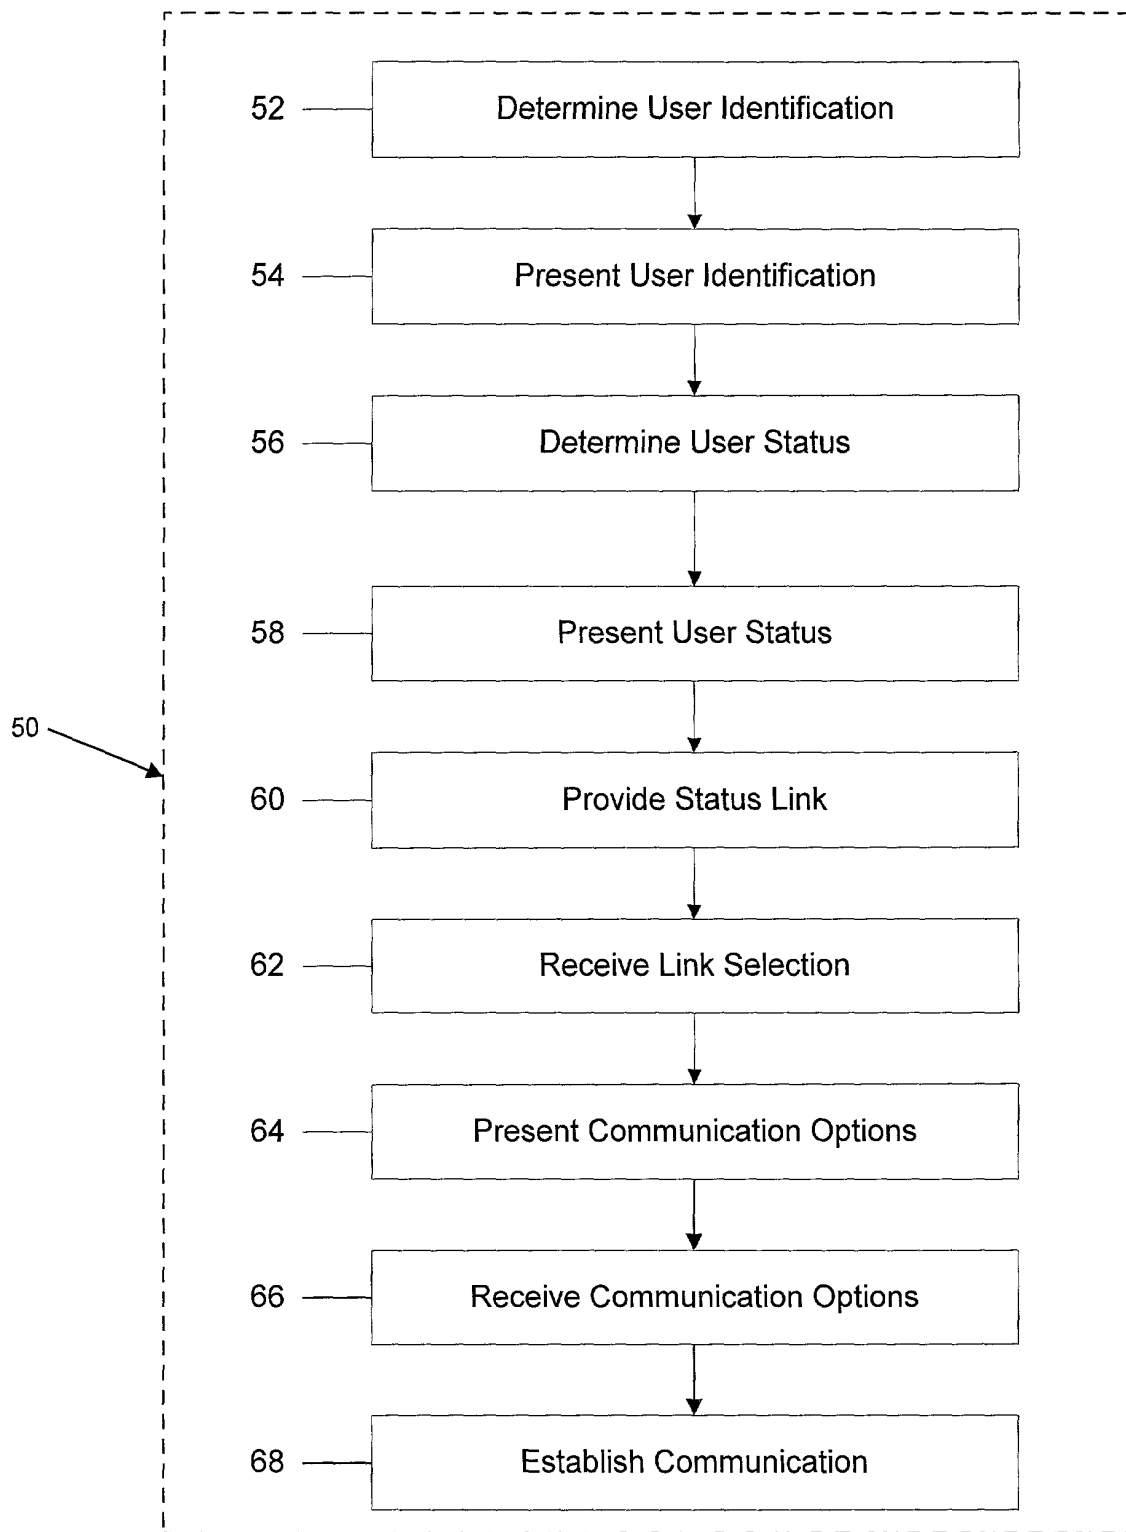 52 Determine User Identification
54 Present User Identification
56 Determine User Status
58 Present User Status
50
60 Provide Status Link
62 Receive Link Selection
64 Present Communication Options
66 Receive Communication Options
68 Establish Communication